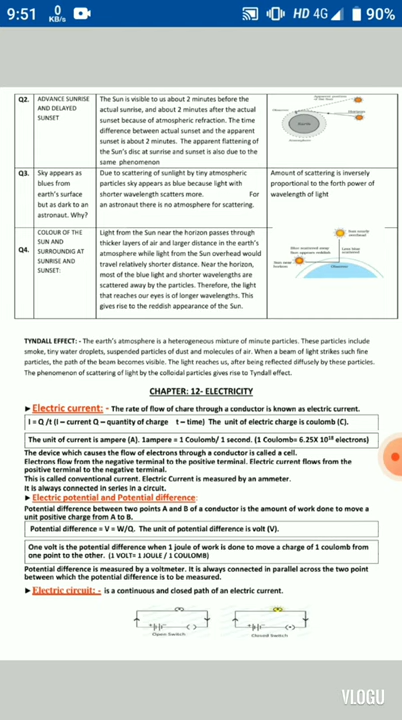 9:51 0 KB/s HD 4G 90%
Q2. ADVANCE SUNRISE AND DELAYED SUNSET
The Sun is visible to us about 2 minutes before the
actual sunrise, and about 2 minutes after the actual
sunset because of atmospheric refraction. The time
difference between actual sunset and the apparent
sunset is about 2 minutes. The apparent flattening of
the Sun's disc at sunrise and sunset is also due to the
same phenomenon
Q3. Sky appears as
blues from
earth's surface
but as dark to an
astronaut. Why?
Due to scattering of sunlight by tiny atmospheric
particles sky appears as blue because light with
shorter wavelength scatters more. For
an astronaut there is no atmosphere for scattering.
Amount of scattering is inversely
proportional to the forth power of
wavelength of light
Q4. COLOUR OF THE
SUN AND
SURROUNDIG AT
SUNRISE AND
SUNSET:
Light from the Sun near the horizon passes through
thicker layers of air and larger distance in the earth's
atmosphere while light from the Sun overhead would
travel relatively shorter distance. Near the horizon,
most of the blue light and shorter wavelengths are
scattered away by the particles. Therefore, the light
that reaches our eyes is of longer wavelengths. This
gives rise to the reddish appearance of the Sun.
Blue scattered away
Sun appears reddish
Less blue
scattered
Sun near
horizon
Observer
TYNDALL EFFECT: - The earth's atmosphere is a heterogeneous mixture of minute particles. These particles include
smoke, tiny water droplets, suspended particles of dust and molecules of air. When a beam of light strikes such fine
particles, the path of the beam becomes visible. The light reaches us, after being reflected diffusely by these particles.
The phenomenon of scattering of light by the colloidal particles gives rise to Tyndall effect.
CHAPTER: 12- ELECTRICITY
► Electric current: - The rate of flow of chare through a conductor is known as electric current.
I = Q /t (I – current Q – quantity of charge t – time) The unit of electric charge is coulomb (C).
The unit of current is ampere (A). 1ampere = 1 Coulomb/ 1 second. (1 Coulomb= 6.25X 10¹⁸ electrons)
The device which causes the flow of electrons through a conductor is called a cell.
Electrons flow from the negative terminal to the positive terminal. Electric current flows from the
positive terminal to the negative terminal.
This is called conventional current. Electric Current is measured by an ammeter.
It is always connected in series in a circuit.
► Electric potential and Potential difference:
Potential difference between two points A and B of a conductor is the amount of work done to move a
unit positive charge from A to B.
Potential difference = V = W/Q. The unit of potential difference is volt (V).
One volt is the potential difference when 1 joule of work is done to move a charge of 1 coulomb from
one point to the other. (1 VOLT= 1 JOULE / 1 COULOMB)
Potential difference is measured by a voltmeter. It is always connected in parallel across the two point
between which the potential difference is to be measured.
► Electric circuit: - is a continuous and closed path of an electric current.
Open Switch
Closed Switch
VLOGU